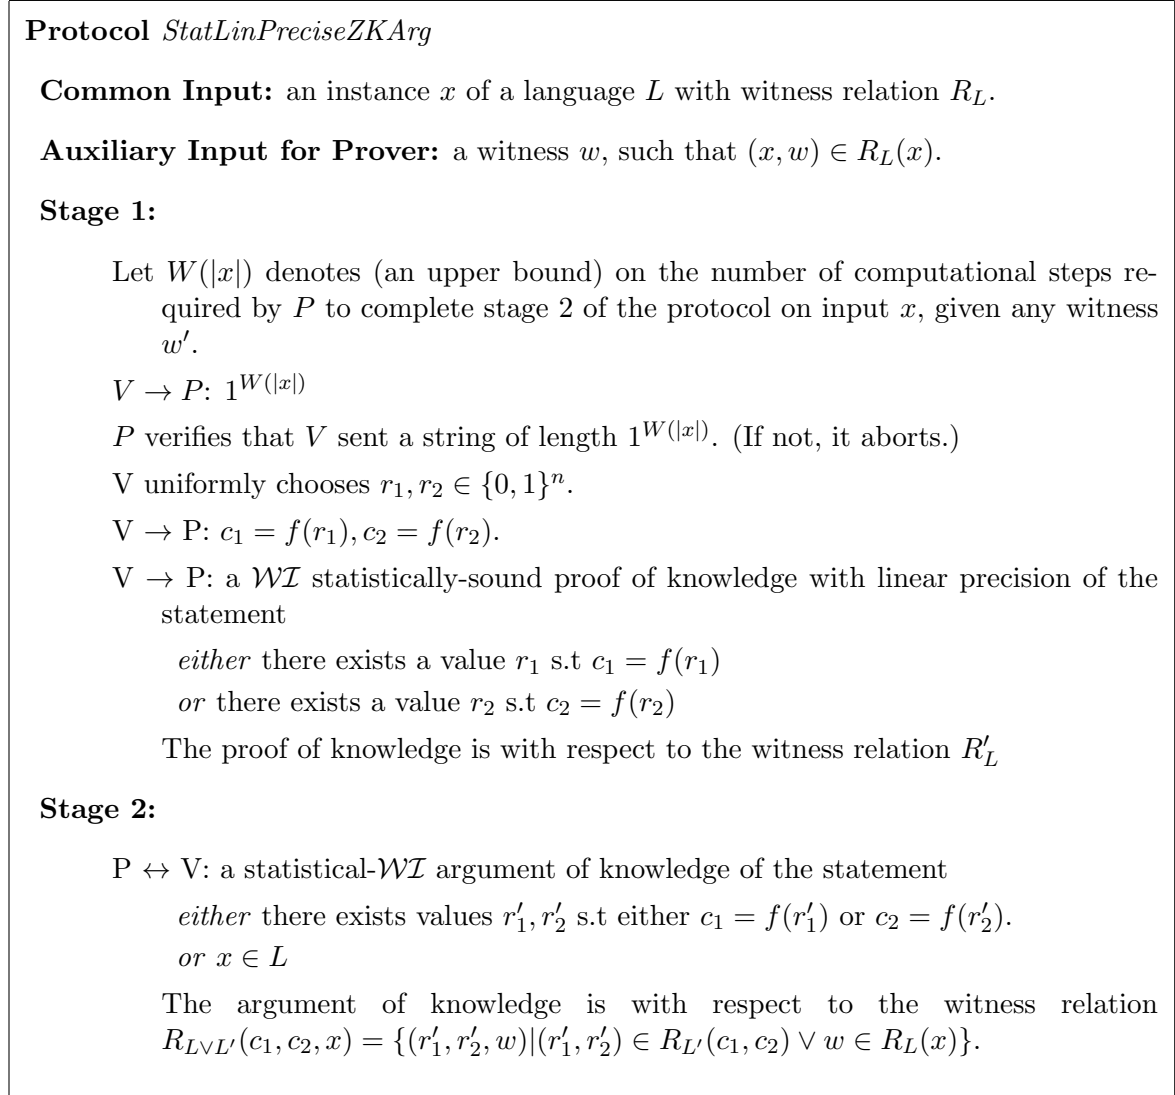 Protocol StatLinPreciseZKArg
Common Input: an instance x of a language L with witness relation R_L.
Auxiliary Input for Prover: a witness w, such that (x, w) ∈ R_L(x).
Stage 1:
Let W(|x|) denotes (an upper bound) on the number of computational steps re-
quired by P to complete stage 2 of the protocol on input x, given any witness
w′.
V → P: 1^{W(|x|)}
P verifies that V sent a string of length 1^{W(|x|)}. (If not, it aborts.)
V uniformly chooses r_1, r_2 ∈ {0, 1}^n.
V → P: c_1 = f(r_1), c_2 = f(r_2).
V → P: a 𝒲ℐ statistically-sound proof of knowledge with linear precision of the
statement
either there exists a value r_1 s.t c_1 = f(r_1)
or there exists a value r_2 s.t c_2 = f(r_2)
The proof of knowledge is with respect to the witness relation R′_L
Stage 2:
P ↔ V: a statistical-𝒲ℐ argument of knowledge of the statement
either there exists values r′_1, r′_2 s.t either c_1 = f(r′_1) or c_2 = f(r′_2).
or x ∈ L
The argument of knowledge is with respect to the witness relation
R_{L∨L′}(c_1, c_2, x) = {(r′_1, r′_2, w)|(r′_1, r′_2) ∈ R_{L′}(c_1, c_2) ∨ w ∈ R_L(x)}.